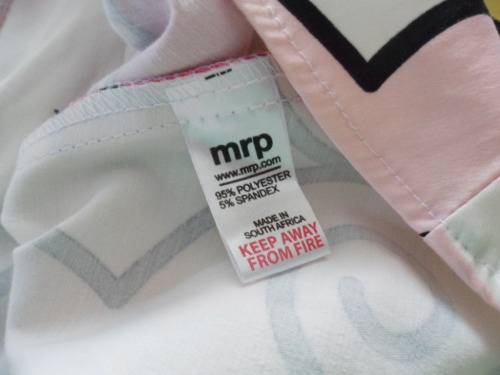 mrp
www.mrp.com
95% POLYESTER
5% SPANDEX
MADE IN
SOUTH AFRICA
KEEP AWAY
FROM FIRE